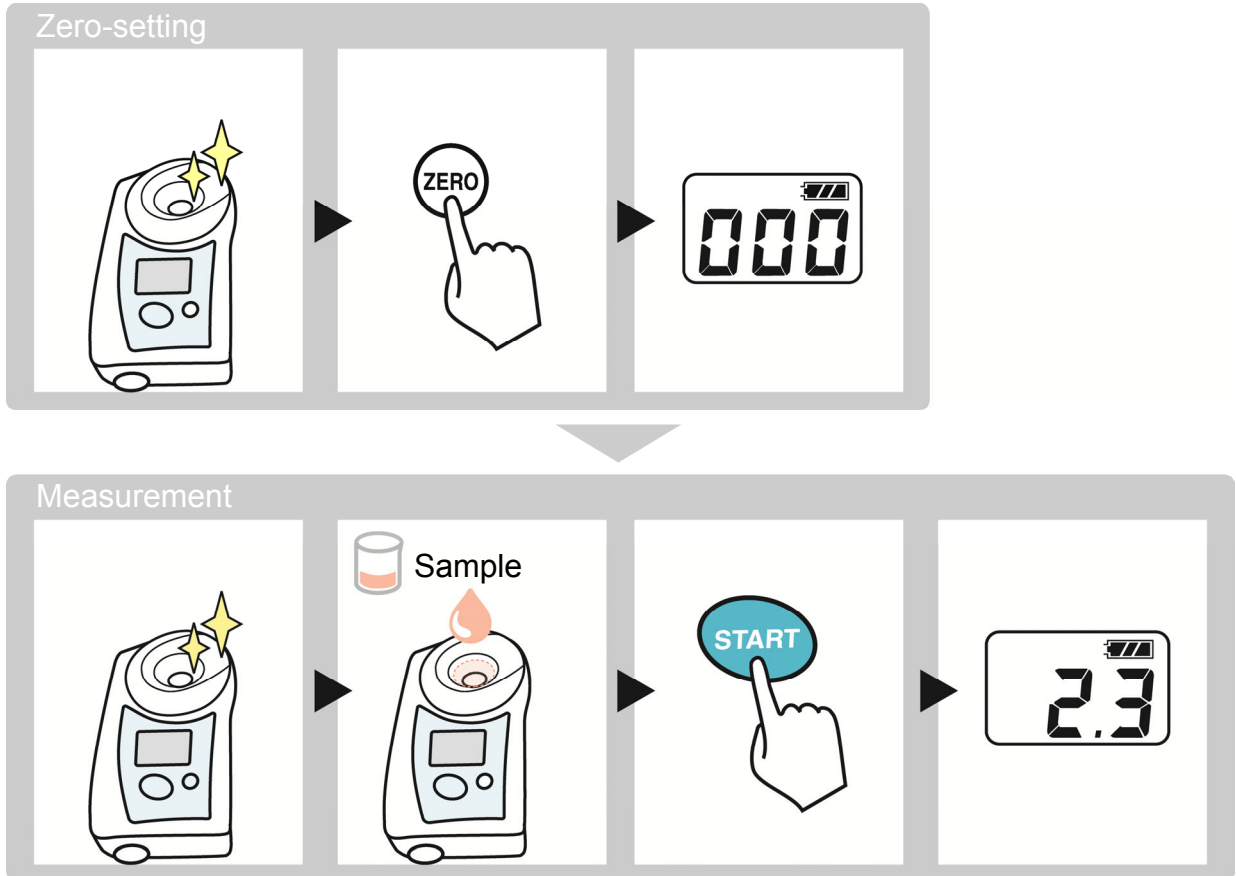 Zero-setting
ZERO
000
Measurement
Sample
START
2.3